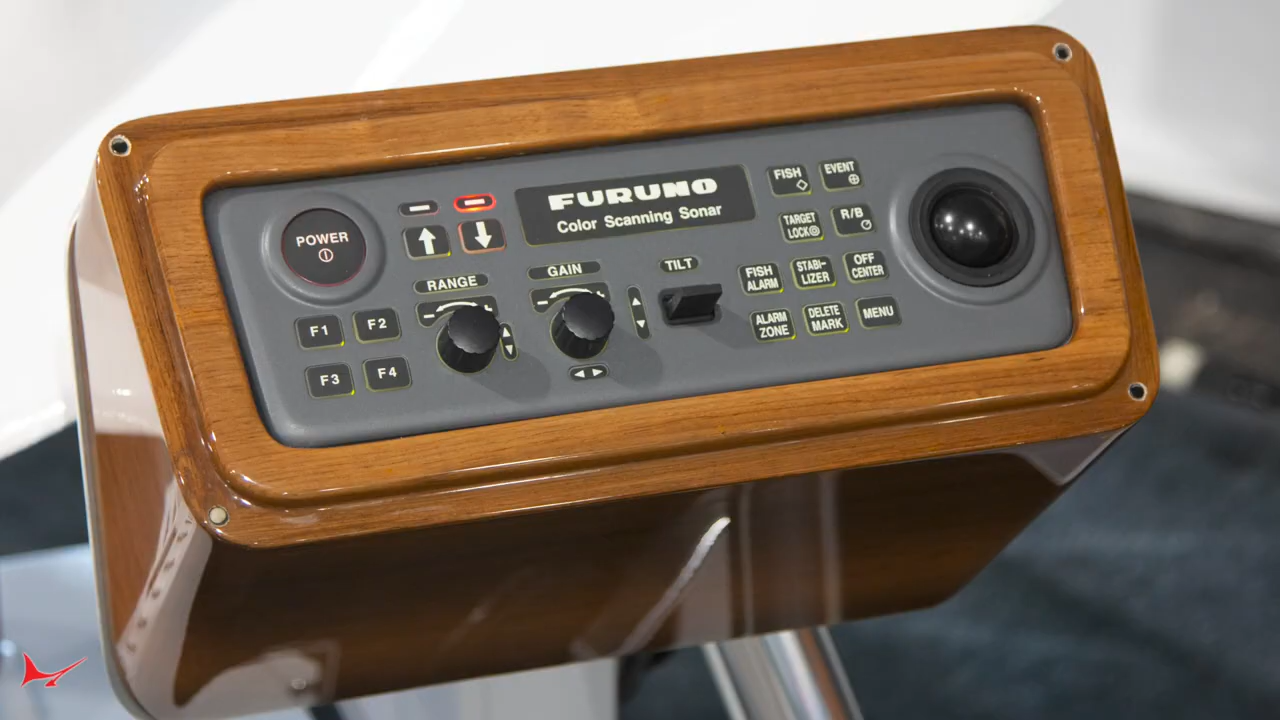 POWER
FURUNO
Color Scanning Sonar
RANGE
GAIN
TILT
F1
F2
F3
F4
FISH
EVENT
TARGET
LOCK
R/B
FISH
ALARM
STABI-
LIZER
OFF
CENTER
ALARM
ZONE
DELETE
MARK
MENU